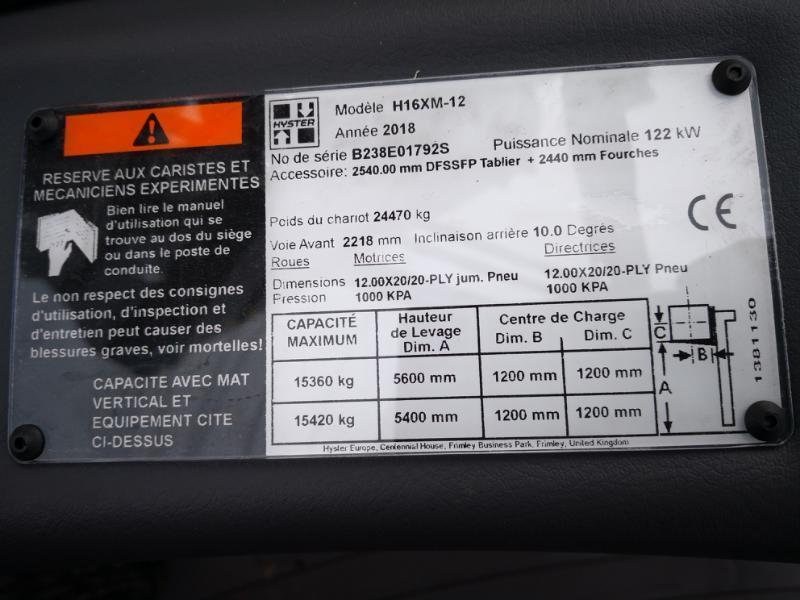 RESERVE AUX CARISTES ET
MECANICIENS EXPERIMENTES
Bien lire le manuel
d'utilisation qui se
trouve au dos du siège
ou dans le poste de
conduite.
Le non respect des consignes
d'utilisation, d'inspection et
d'entretien peut causer des
blessures graves, voir mortelles!
CAPACITE AVEC MAT
VERTICAL ET
EQUIPEMENT CITE
CI-DESSUS
HYSTER
Modèle H16XM-12
Année 2018
No de série B238E01792S Puissance Nominale 122 kW
Accessoire: 2540.00 mm DFSSFP Tablier + 2440 mm Fourches
Poids du chariot 24470 kg
CE
Voie Avant 2218 mm Inclinaison arrière 10.0 Degrés
Roues Motrices Directrices
Dimensions 12.00X20/20-PLY jum. Pneu 12.00X20/20-PLY Pneu
Pression 1000 KPA 1000 KPA
CAPACITÉ
MAXIMUM
Hauteur
de Levage
Dim. A
Centre de Charge
Dim. B Dim. C
15360 kg 5600 mm 1200 mm 1200 mm
15420 kg 5400 mm 1200 mm 1200 mm
C
B
A
1381130
Hyster Europe, Centennial House, Frimley Business Park, Frimley, United Kingdom